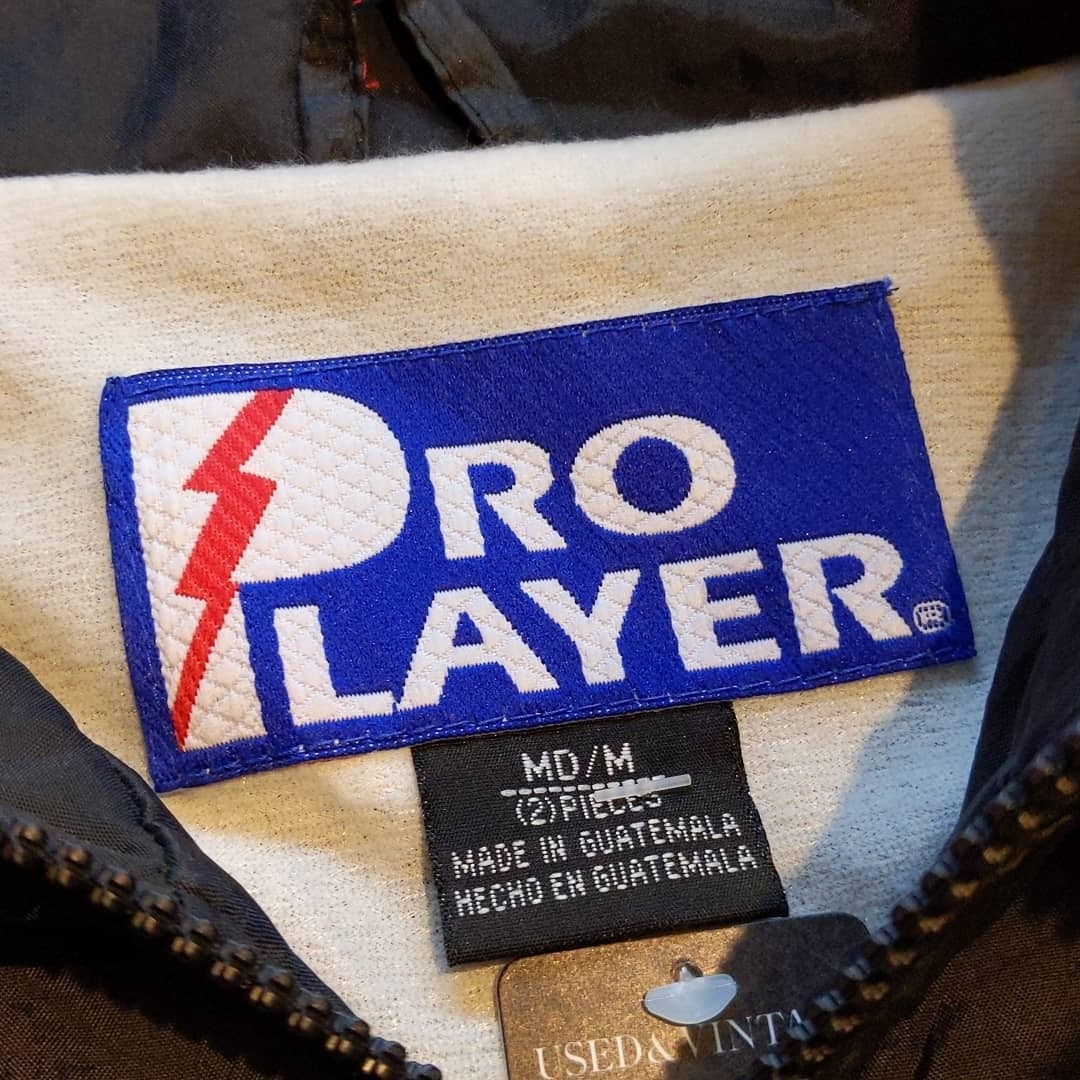 PRO
PLAYER®
MD/M
(2) PIECES
MADE IN GUATEMALA
HECHO EN GUATEMALA
USED&VINTA